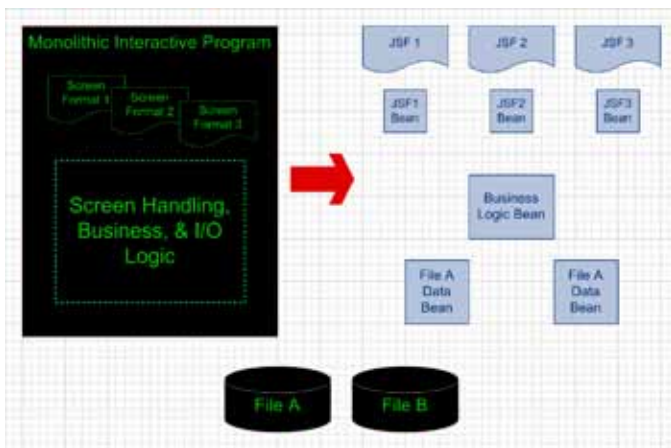 Monolithic Interactive Program
Screen
Format 1
Screen
Format 2
Screen
Format 3
Screen Handling,
Business, & I/O
Logic
JSF 1
JSF 2
JSF 3
JSF1
Bean
JSF2
Bean
JSF3
Bean
Business
Logic Bean
File A
Data
Bean
File A
Data
Bean
File A
File B